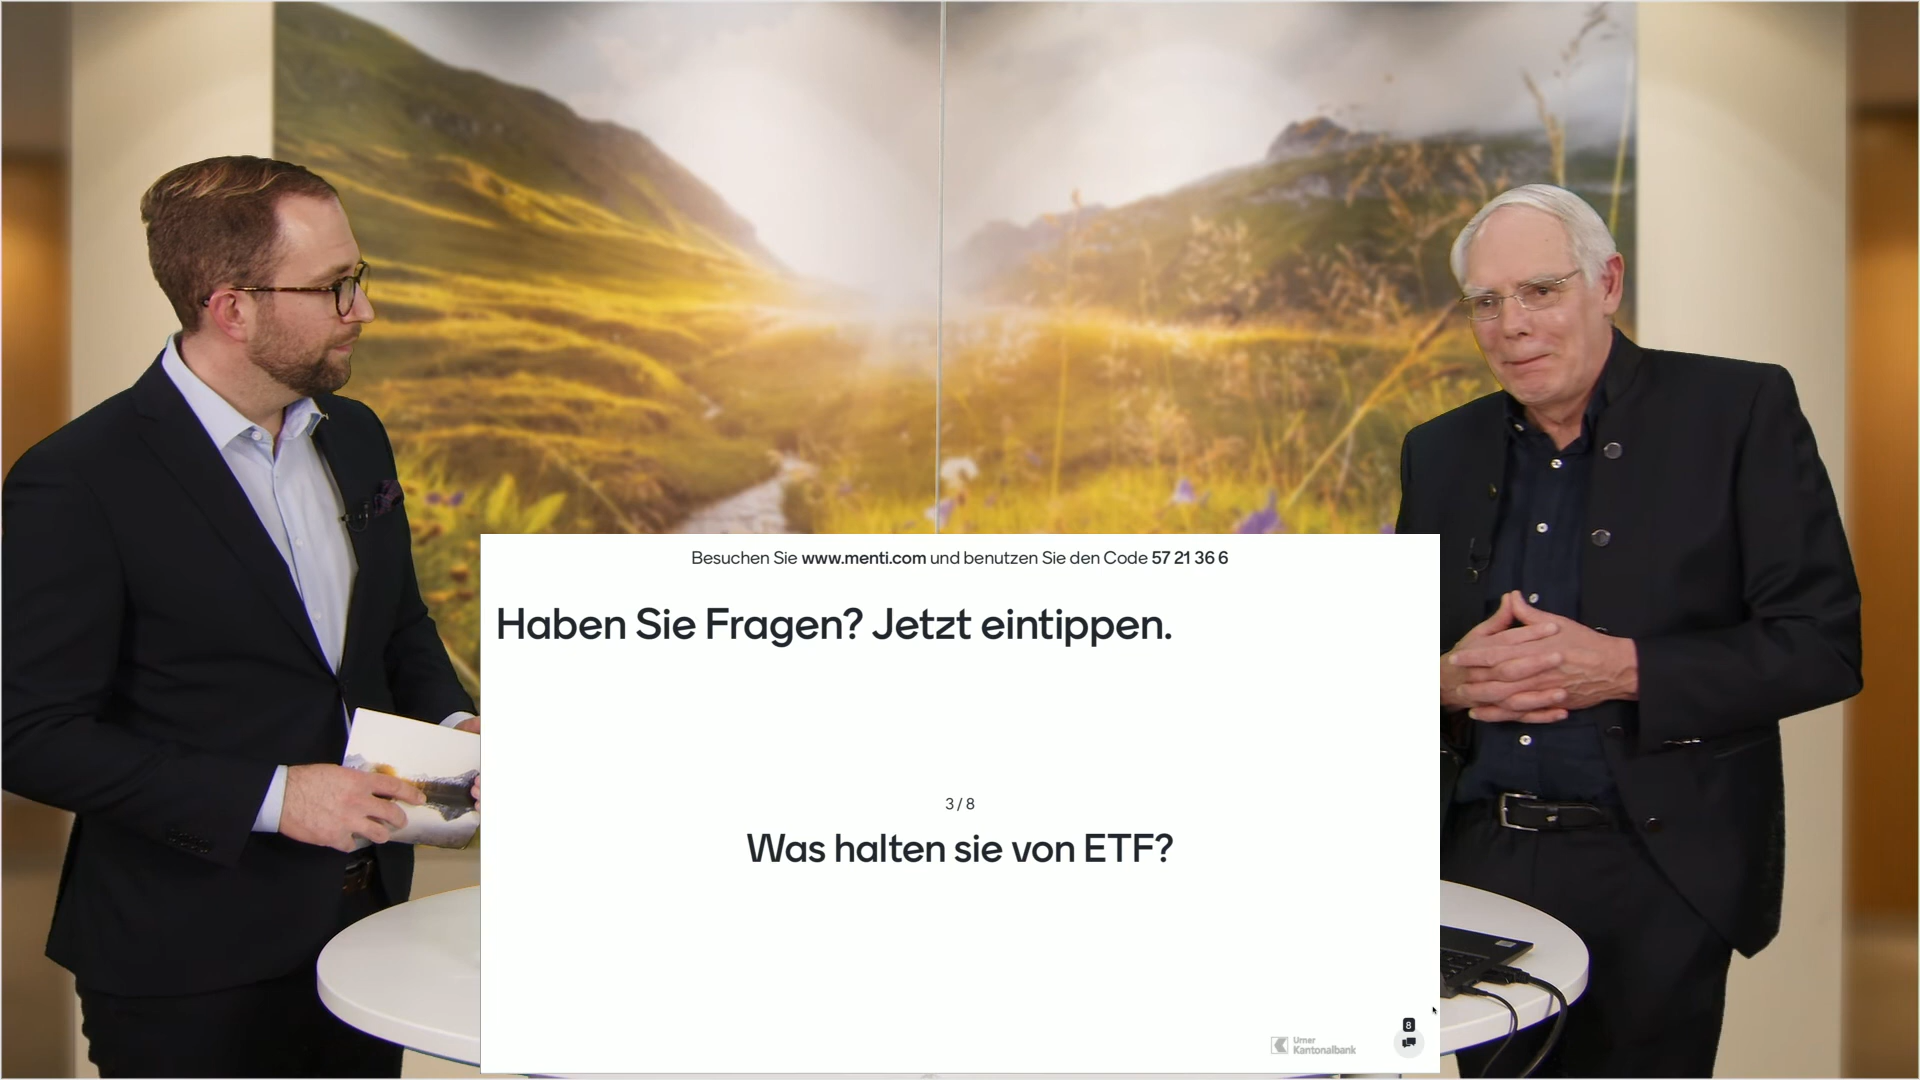 Besuchen Sie www.menti.com und benutzen Sie den Code 57 21 36 6
Haben Sie Fragen? Jetzt eintippen.
3 / 8
Was halten sie von ETF?
8
Urner
Kantonalbank